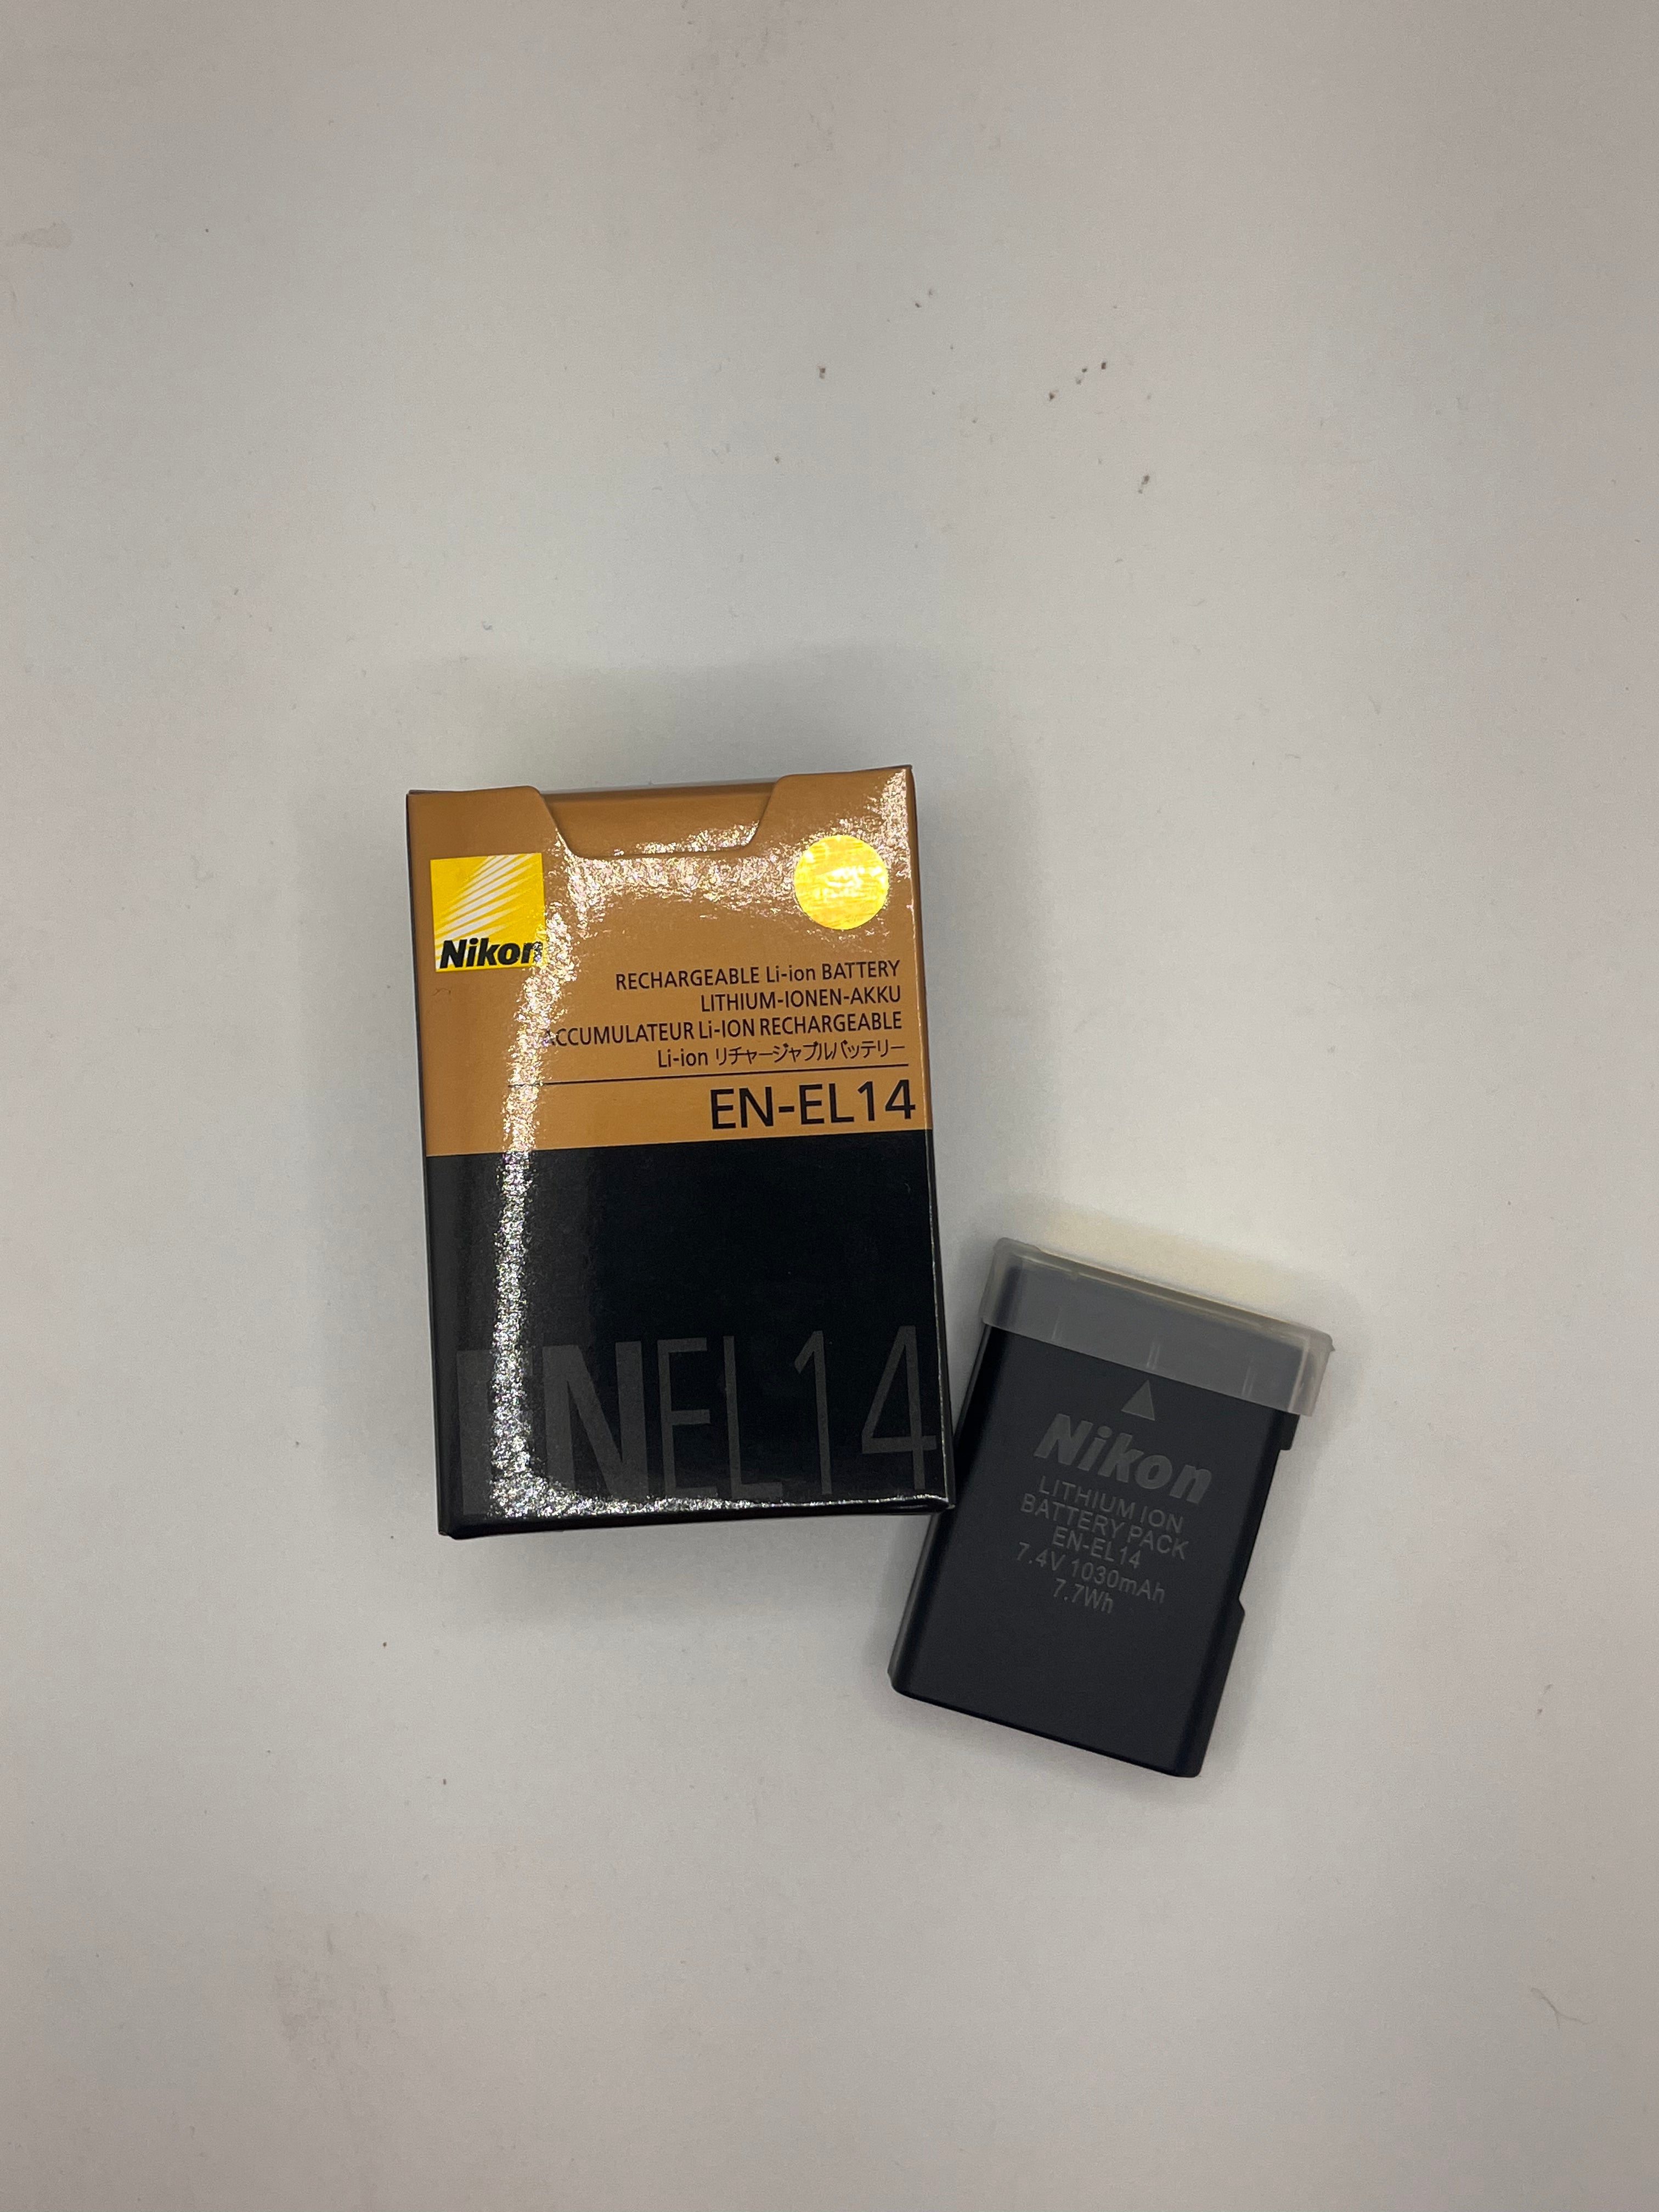 Nikon
RECHARGEABLE Li-ion BATTERY
LITHIUM-IONEN-AKKU
ACCUMULATEUR Li-ION RECHARGEABLE
Li-ion リチャージャブルバッテリー
EN-EL14
ENEL14
Nikon
LITHIUM ION
BATTERY PACK
EN-EL14
7.4V 1030mAh
7.7Wh